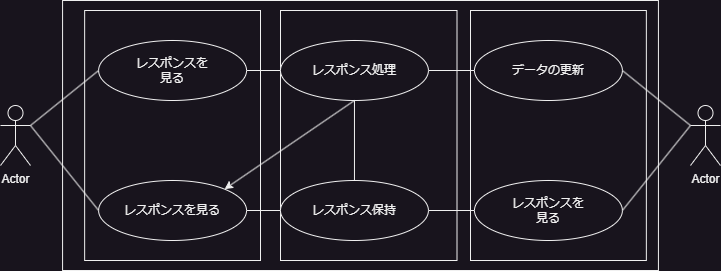 レスポンスを
見る
レスポンス処理
データの更新
Actor
Actor
レスポンスを見る
レスポンス保持
レスポンスを
見る